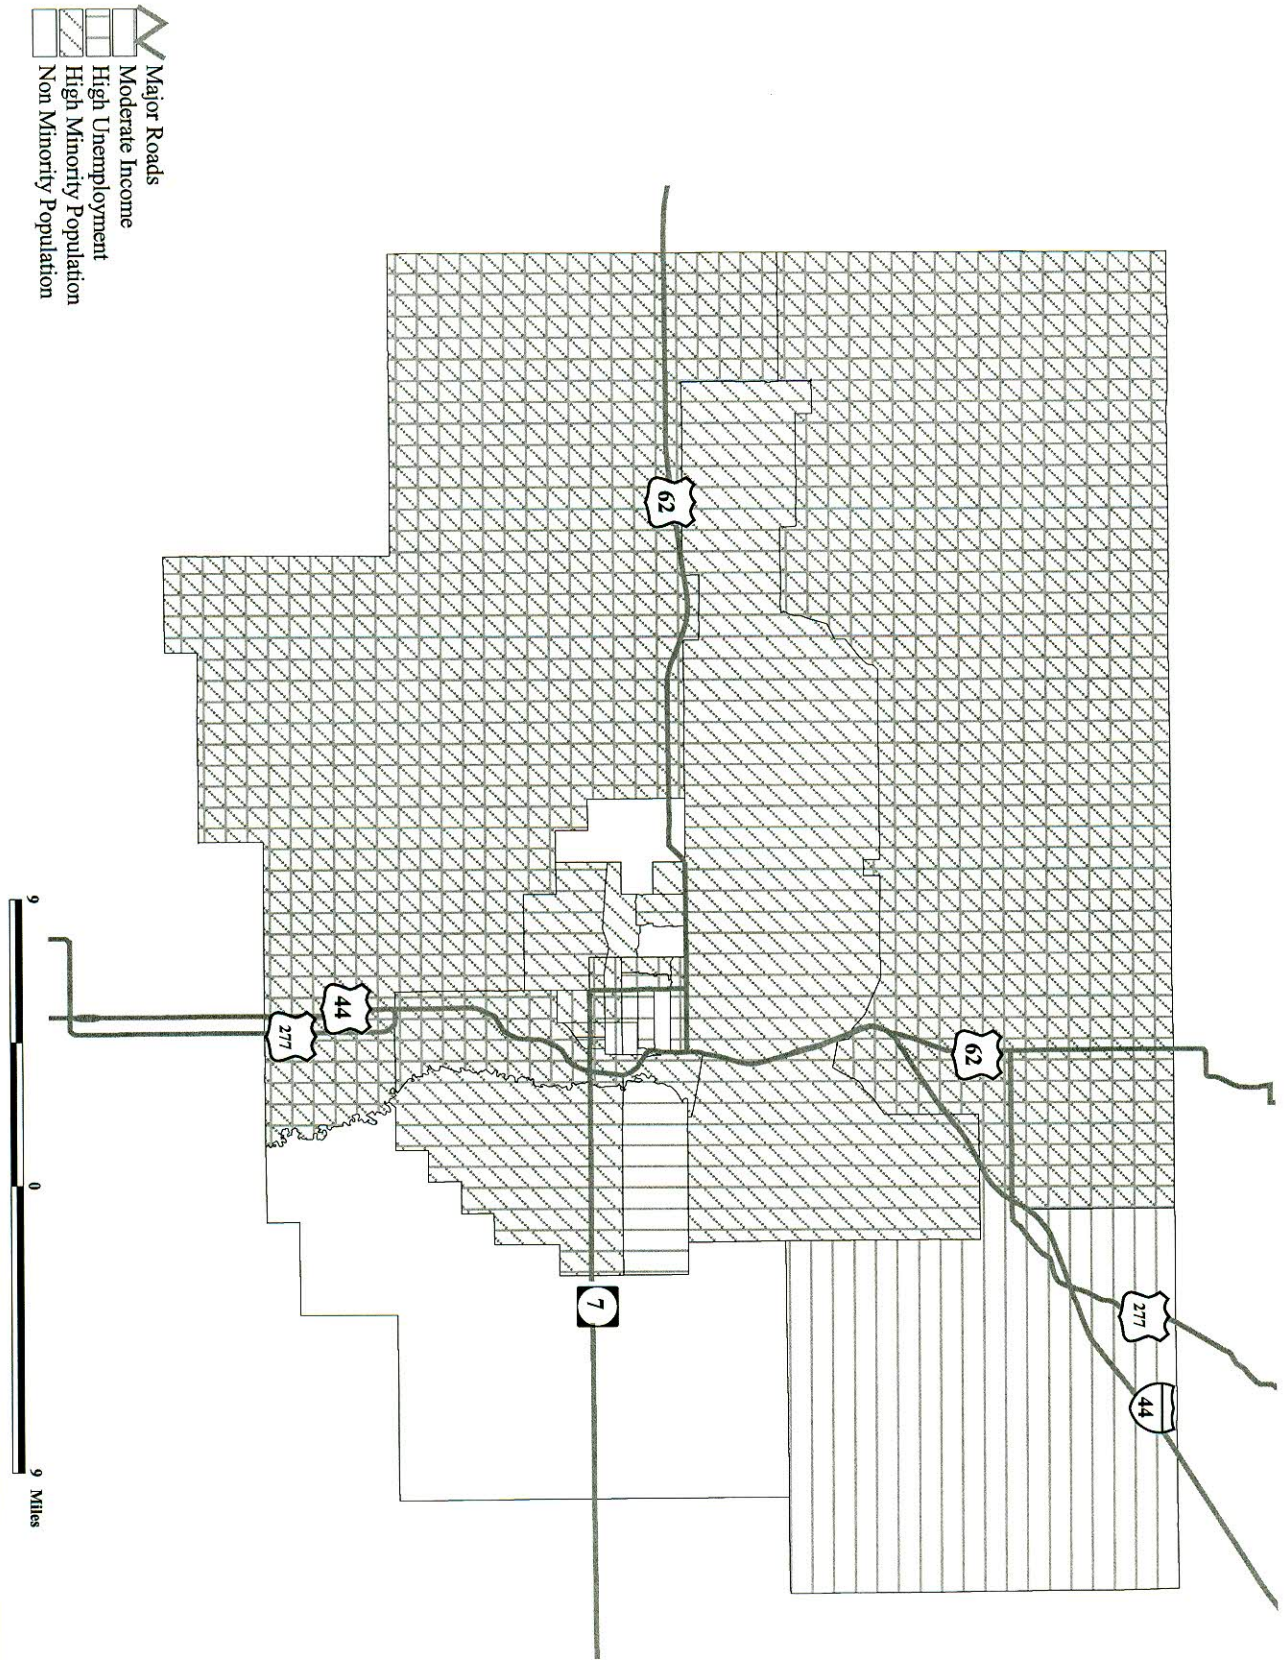 Major Roads
Moderate Income
High Unemployment
High Minority Population
Non Minority Population
62
62
277
44
44
277
7
9
0
9 Miles